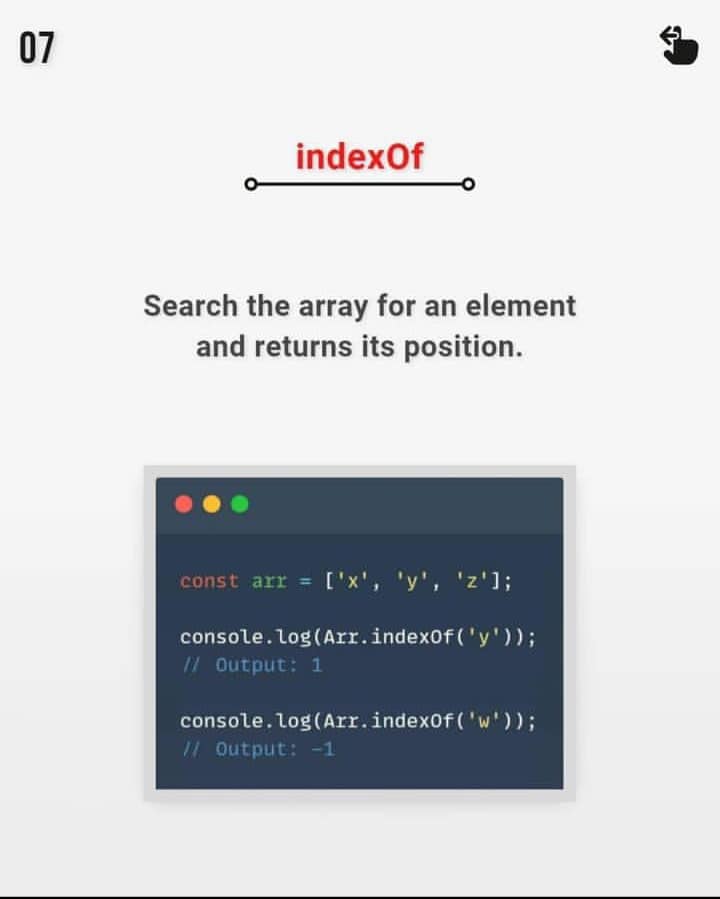 07
indexOf
Search the array for an element
and returns its position.
const arr = ['x', 'y', 'z'];
console.log(Arr.indexOf('y'));
// Output: 1
console.log(Arr.indexOf('w'));
// Output: -1